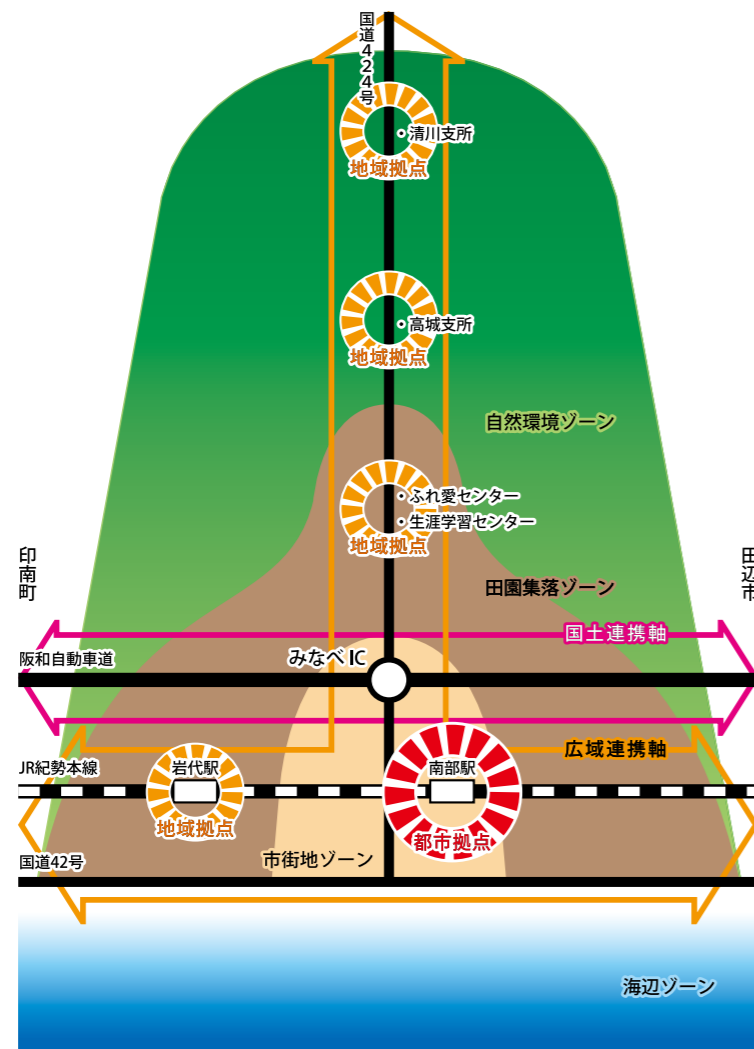 国道424号
・清川支所
地域拠点
・高城支所
地域拠点
自然環境ゾーン
・ふれ愛センター
・生涯学習センター
地域拠点
印南町
田辺市
田園集落ゾーン
国土連携軸
阪和自動車道
みなべIC
広域連携軸
JR紀勢本線
岩代駅
南部駅
地域拠点
都市拠点
国道42号
市街地ゾーン
海辺ゾーン